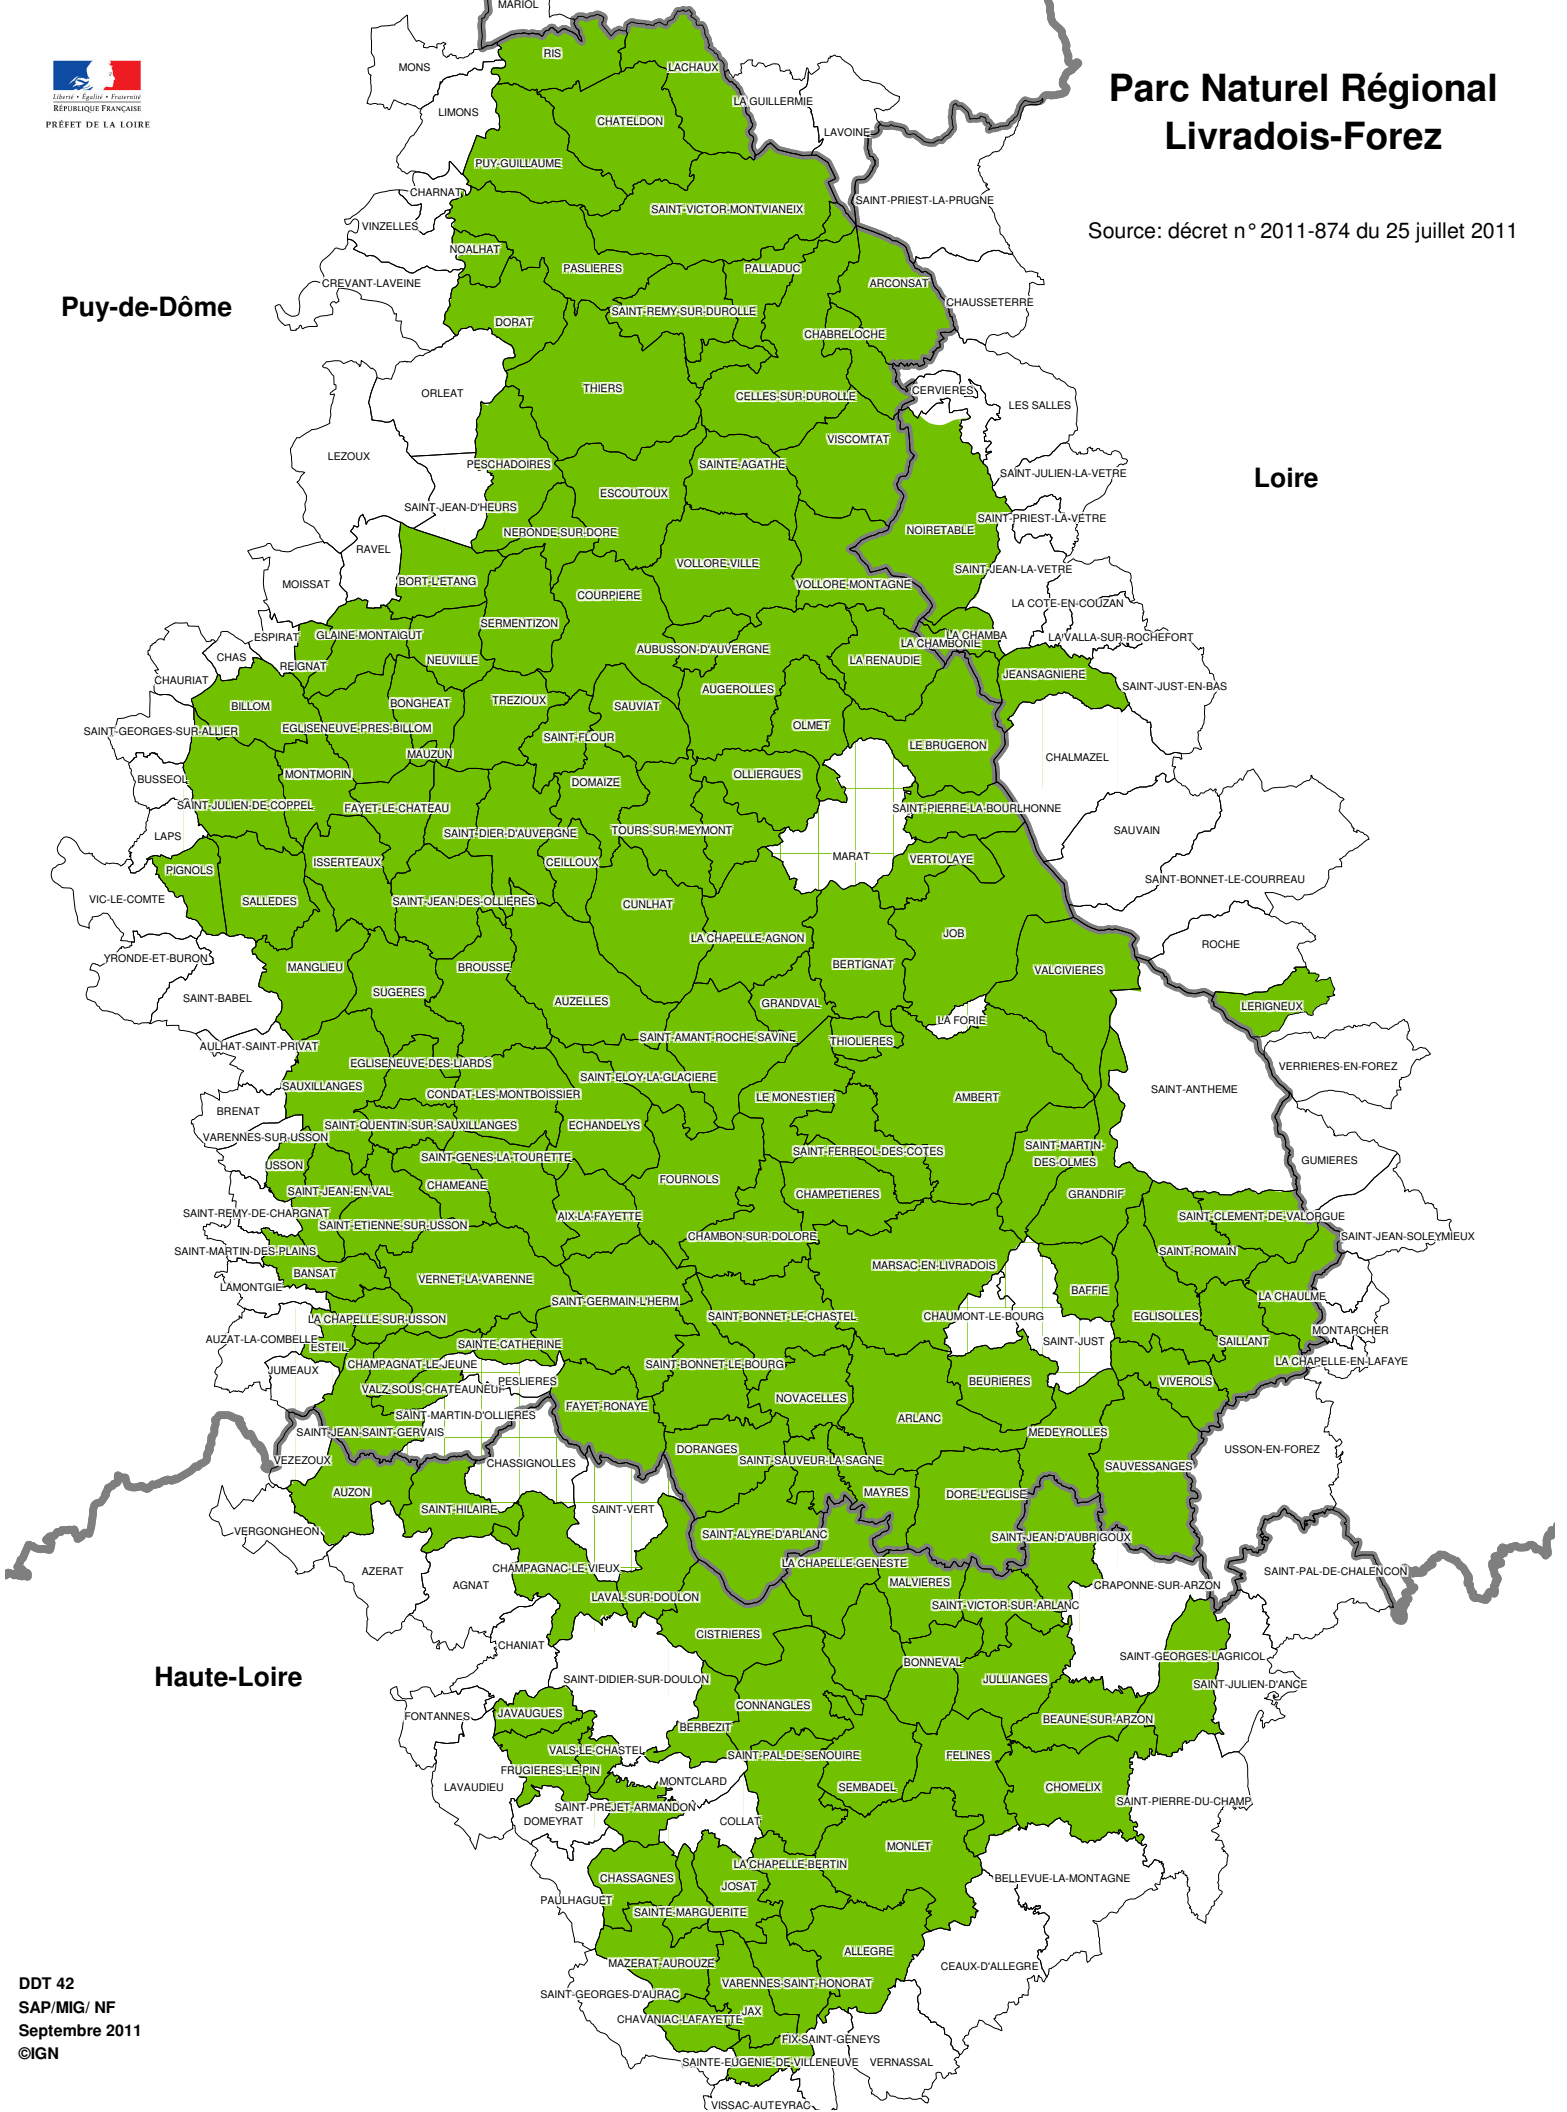 MARIOL
Liberté • Égalité • Fraternité
RÉPUBLIQUE FRANÇAISE
PRÉFET DE LA LOIRE
Parc Naturel Régional
Livradois-Forez
Source: décret n° 2011-874 du 25 juillet 2011
Puy-de-Dôme
Loire
Haute-Loire
MONS
RIS
LACHAUX
LA GUILLERMIE
LIMONS
CHATELDON
LAVOINE
PUY-GUILLAUME
CHARNAT
SAINT-PRIEST-LA-PRUGNE
SAINT-VICTOR-MONTVIANEIX
VINZELLES
NOALHAT
PASLIERES
PALLADUC
CREVANT-LAVEINE
ARCONSAT
CHAUSSETERRE
SAINT-REMY-SUR-DUROLLE
DORAT
CHABRELOCHE
THIERS
ORLEAT
CELLES-SUR-DUROLLE
CERVIERES
LES SALLES
VISCOMTAT
LEZOUX
PESCHADOIRES
SAINTE-AGATHE
SAINT-JULIEN-LA-VETRE
ESCOUTOUX
SAINT-JEAN-D'HEURS
SAINT-PRIEST-LA-VETRE
NERONDE-SUR-DORE
NOIRETABLE
RAVEL
VOLLORE-VILLE
SAINT-JEAN-LA-VETRE
MOISSAT
BORT-L'ETANG
VOLLORE-MONTAGNE
COURPIERE
LA COTE-EN-COUZAN
SERMENTIZON
ESPIRAT
GLAINE-MONTAIGUT
LA CHAMBA
LA VALLA-SUR-ROCHEFORT
LA CHAMBONIE
AUBUSSON-D'AUVERGNE
CHAS
REIGNAT
NEUVILLE
LA RENAUDIE
JEANSAGNIERE
CHAURIAT
SAINT-JUST-EN-BAS
AUGEROLLES
BILLOM
BONGHEAT
TREZIOUX
SAUVIAT
SAINT-GEORGES-SUR-ALLIER
EGLISENEUVE-PRES-BILLOM
OLMET
SAINT-FLOUR
LE BRUGERON
MAUZUN
CHALMAZEL
BUSSEOL
MONTMORIN
DOMAIZE
OLLIERGUES
SAINT-JULIEN-DE-COPPEL
FAYET-LE-CHATEAU
SAINT-PIERRE-LA-BOURLHONNE
LAPS
SAINT-DIER-D'AUVERGNE
TOURS-SUR-MEYMONT
SAUVAIN
PIGNOLS
ISSERTEAUX
CEILLOUX
MARAT
VERTOLAYE
SAINT-BONNET-LE-COURREAU
VIC-LE-COMTE
SALLEDES
SAINT-JEAN-DES-OLLIERES
CUNLHAT
LA CHAPELLE-AGNON
JOB
ROCHE
YRONDE-ET-BURON
MANGLIEU
BROUSSE
BERTIGNAT
VALCIVIERES
SAINT-BABEL
SUGERES
AUZELLES
GRANDVAL
LERIGNEUX
LA FORIE
AULHAT-SAINT-PRIVAT
SAINT-AMANT-ROCHE-SAVINE
THIOLIERES
EGLISENEUVE-DES-LIARDS
VERRIERES-EN-FOREZ
SAUXILLANGES
SAINT-ELOY-LA-GLACIERE
SAINT-ANTHEME
CONDAT-LES-MONTBOISSIER
LE MONESTIER
AMBERT
BRENAT
SAINT-QUENTIN-SUR-SAUXILLANGES
ECHANDELYS
VARENNES-SUR-USSON
SAINT-MARTIN-
DES-OLMES
USSON
SAINT-GENES-LA-TOURETTE
SAINT-FERREOL-DES-COTES
GUMIERES
SAINT-JEAN-EN-VAL
CHAMEANE
FOURNOLS
CHAMPETIERES
GRANDRIF
SAINT-REMY-DE-CHARGNAT
SAINT-ETIENNE-SUR-USSON
AIX-LA-FAYETTE
SAINT-CLEMENT-DE-VALORGUE
SAINT-MARTIN-DES-PLAINS
CHAMBON-SUR-DOLORE
SAINT-ROMAIN
SAINT-JEAN-SOLEYMIEUX
BANSAT
VERNET-LA-VARENNE
MARSAC-EN-LIVRADOIS
LAMONTGIE
SAINT-GERMAIN-L'HERM
BAFFIE
LA CHAULME
LA CHAPELLE-SUR-USSON
SAINT-BONNET-LE-CHASTEL
CHAUMONT-LE-BOURG
EGLISOLLES
AUZAT-LA-COMBELLE
ESTEIL
SAINTE-CATHERINE
SAINT-JUST
SAILLANT
MONTARCHER
JUMEAUX
CHAMPAGNAT-LE-JEUNE
SAINT-BONNET-LE-BOURG
LA CHAPELLE-EN-LAFAYE
VALZ-SOUS-CHATEAUNEUF
PESLIERES
BEURIERES
VIVEROLS
FAYET-RONAYE
NOVACELLES
SAINT-MARTIN-D'OLLIERES
ARLANC
SAINT-JEAN-SAINT-GERVAIS
MEDEYROLLES
DORANGES
USSON-EN-FOREZ
VEZEZOUX
CHASSIGNOLLES
SAINT-SAUVEUR-LA-SAGNE
SAUVESSANGES
AUZON
MAYRES
DORE-L'EGLISE
SAINT-HILAIRE
SAINT-VERT
VERGONGHEON
SAINT-ALYRE-D'ARLANC
SAINT-JEAN-D'AUBRIGOUX
AZERAT
CHAMPAGNAC-LE-VIEUX
LA CHAPELLE-GENESTE
SAINT-PAL-DE-CHALENCON
AGNAT
MALVIERES
CRAPONNE-SUR-ARZON
LAVAL-SUR-DOULON
SAINT-VICTOR-SUR-ARLANC
CISTRIERES
CHANIAT
SAINT-GEORGES-LAGRICOL
BONNEVAL
SAINT-DIDIER-SUR-DOULON
JULLIANGES
SAINT-JULIEN-D'ANCE
FONTANNES
JAVAUGUES
CONNANGLES
BEAUNE-SUR-ARZON
BERBEZIT
VALS-LE-CHASTEL
SAINT-PAL-DE-SENOUIRE
FELINES
FRUGIERES-LE-PIN
LAVAUDIEU
MONTCLARD
SEMBADEL
CHOMELIX
SAINT-PREJET-ARMANDON
SAINT-PIERRE-DU-CHAMP
DOMEYRAT
COLLAT
MONLET
LA CHAPELLE-BERTIN
CHASSAGNES
BELLEVUE-LA-MONTAGNE
JOSAT
PAULHAGUET
SAINTE-MARGUERITE
ALLEGRE
MAZERAT-AUROUZE
CEAUX-D'ALLEGRE
VARENNES-SAINT-HONORAT
SAINT-GEORGES-D'AURAC
JAX
CHAVANIAC-LAFAYETTE
FIX-SAINT-GENEYS
SAINTE-EUGENIE-DE-VILLENEUVE
VERNASSAL
VISSAC-AUTEYRAC
DDT 42
SAP/MIG/ NF
Septembre 2011
©IGN